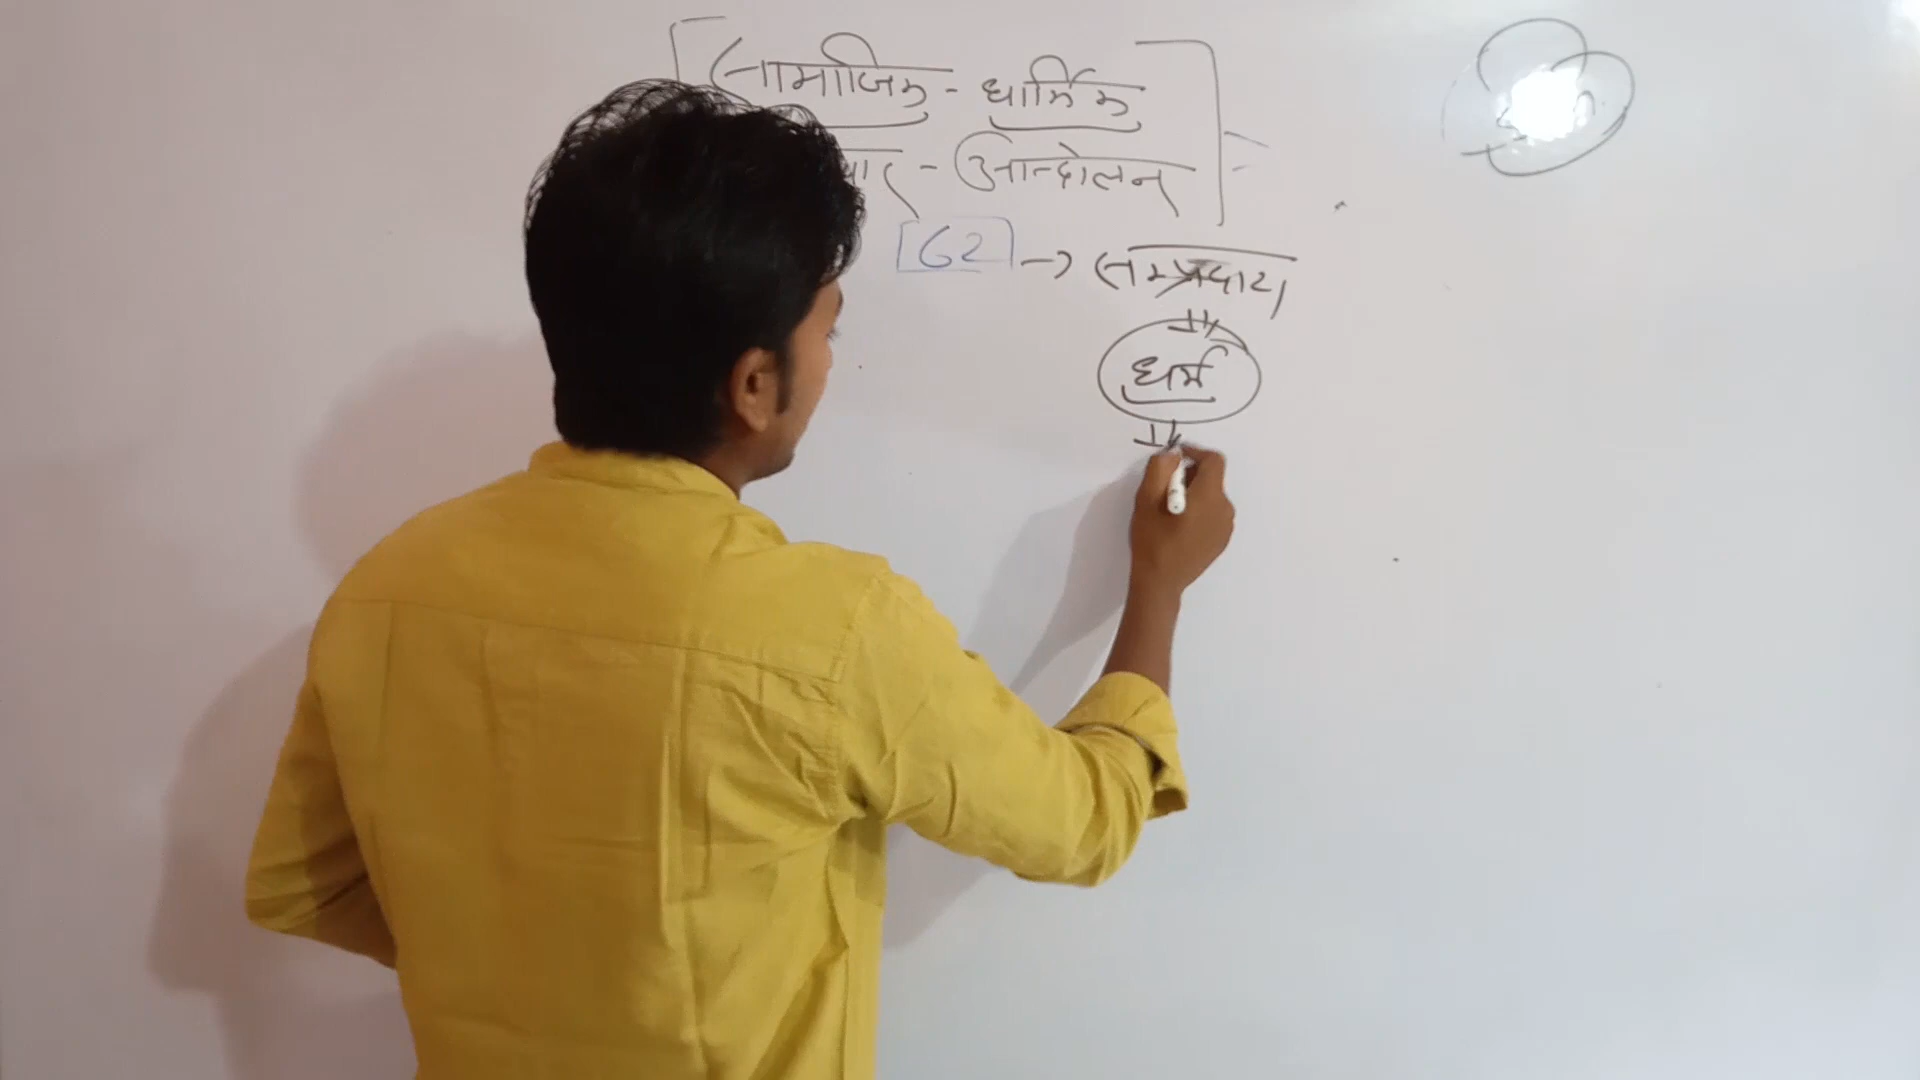 सामाजिक - धार्मिक
- आन्दोलन
62 → सम्प्रदाय
धर्म